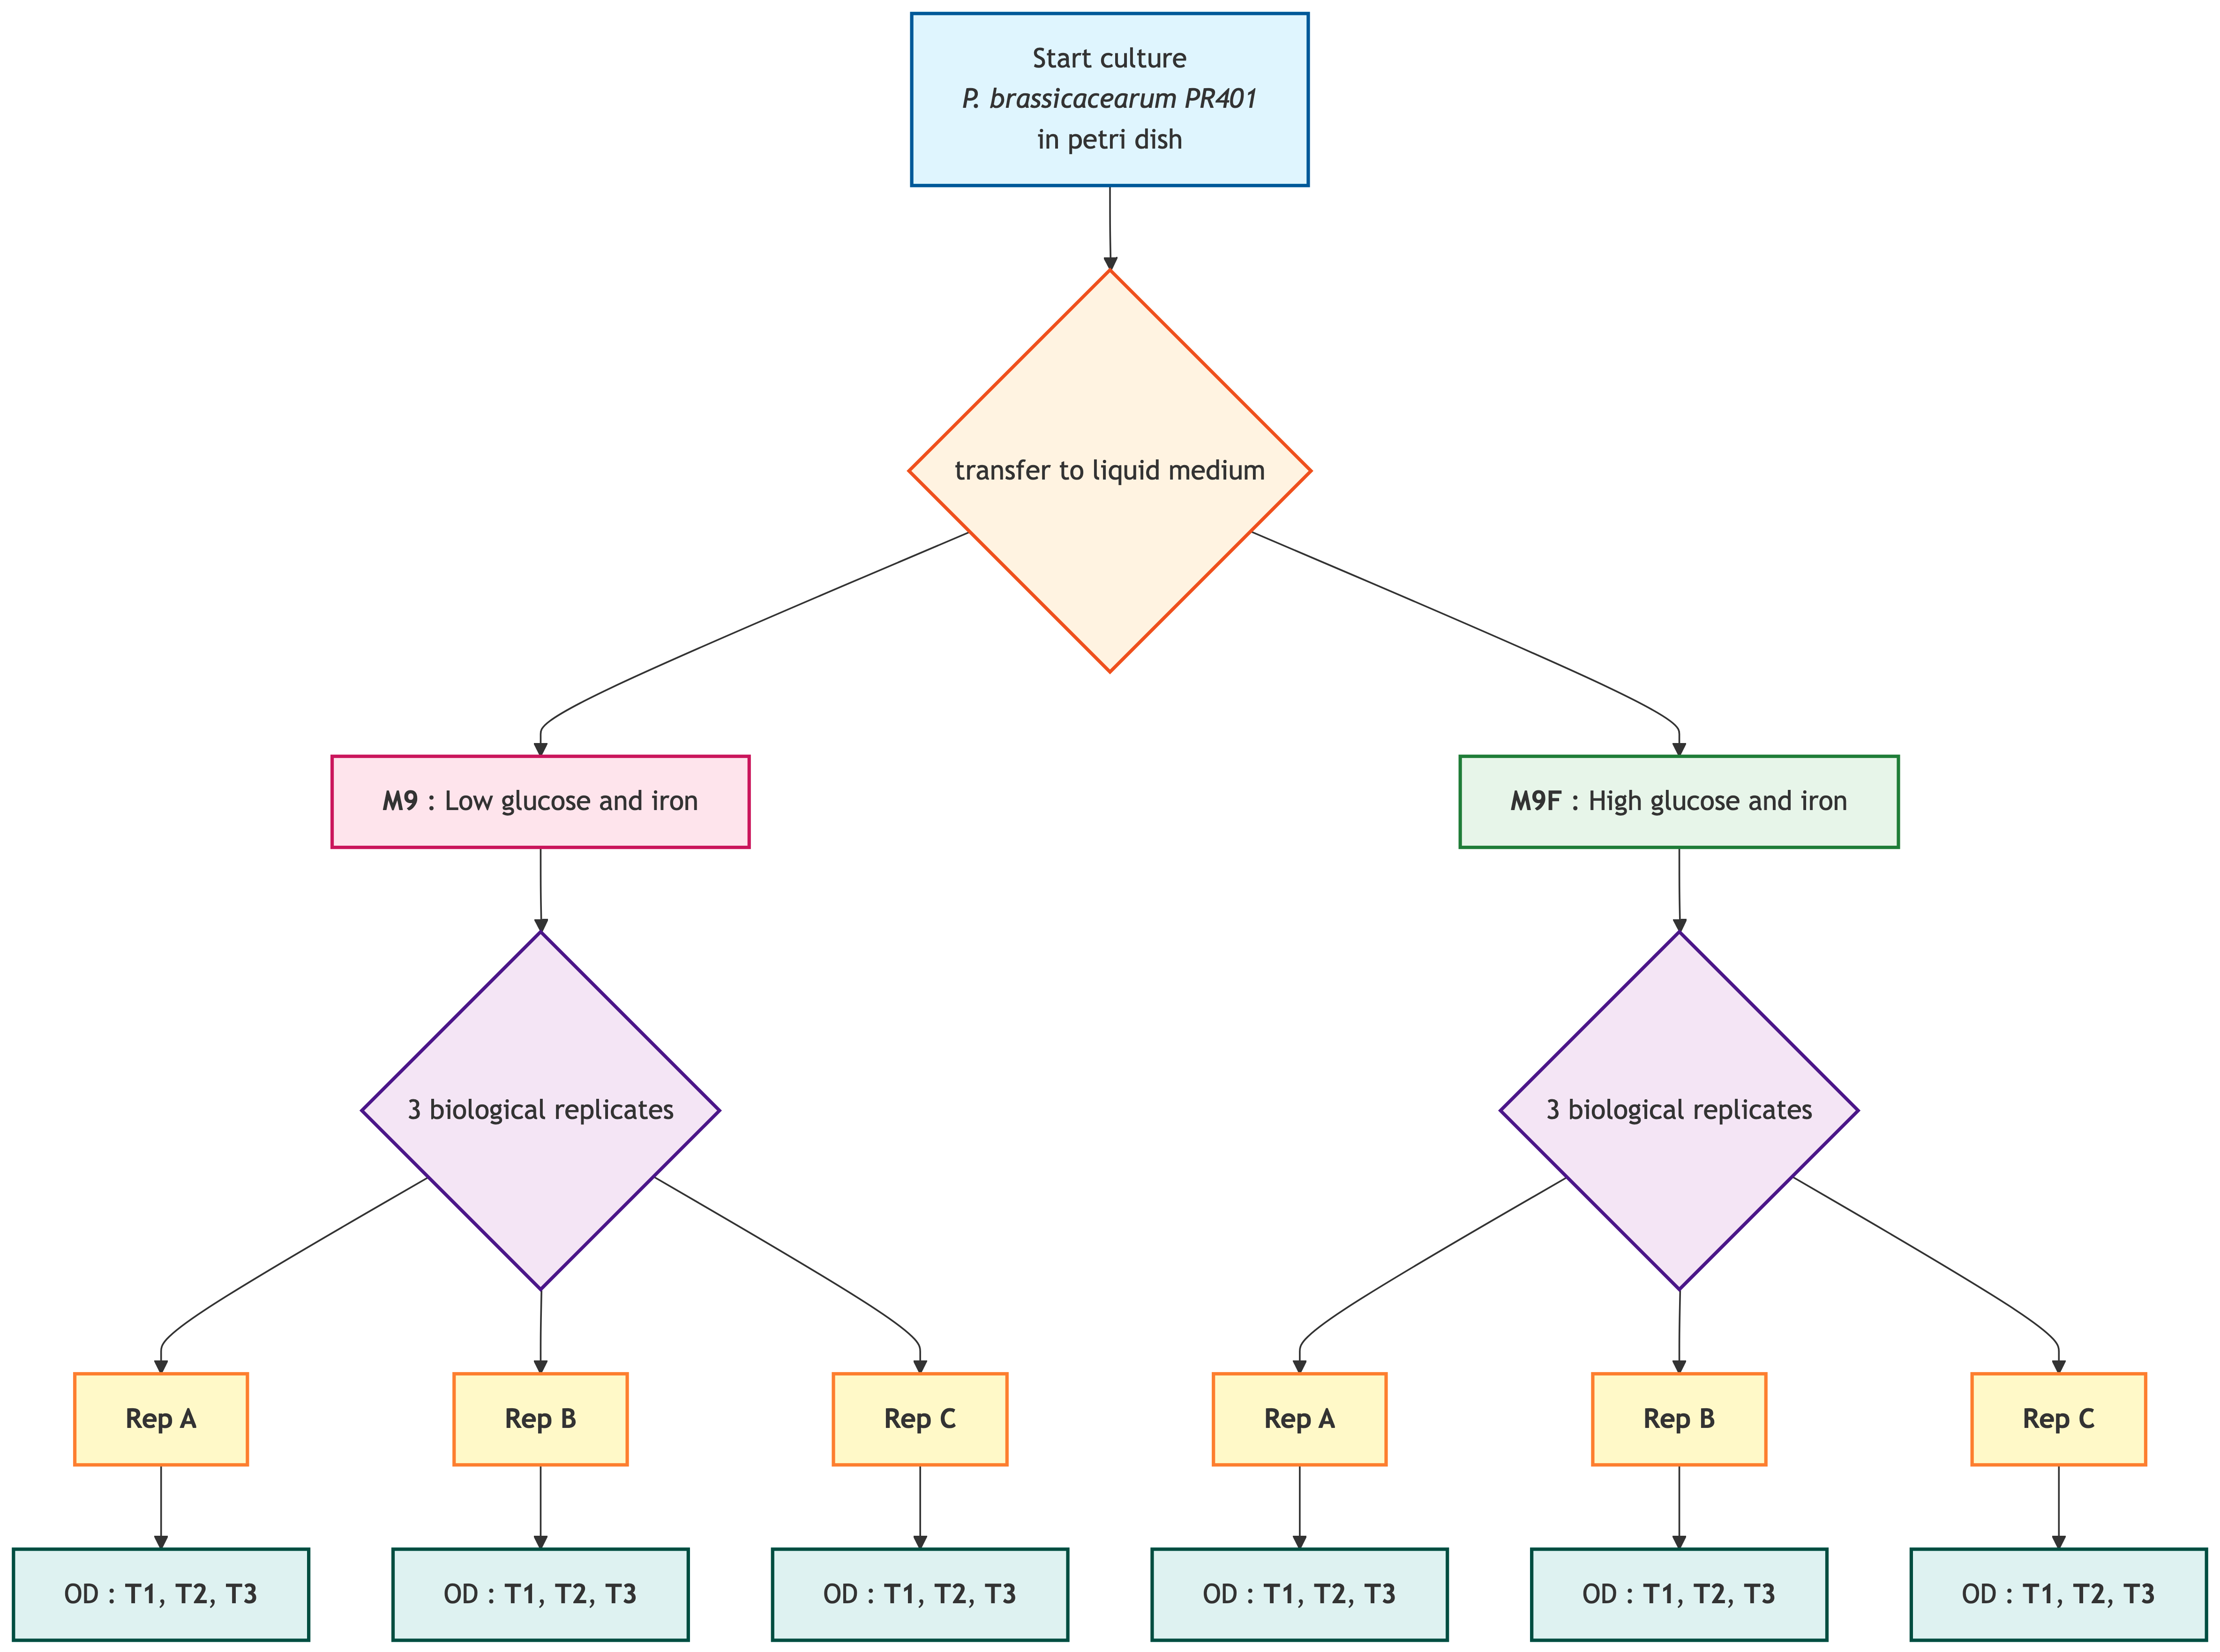 Start culture
P. brassicacearum PR401
in petri dish
transfer to liquid medium
M9 : Low glucose and iron
M9F : High glucose and iron
3 biological replicates
3 biological replicates
Rep A
Rep B
Rep C
Rep A
Rep B
Rep C
OD : T1, T2, T3
OD : T1, T2, T3
OD : T1, T2, T3
OD : T1, T2, T3
OD : T1, T2, T3
OD : T1, T2, T3